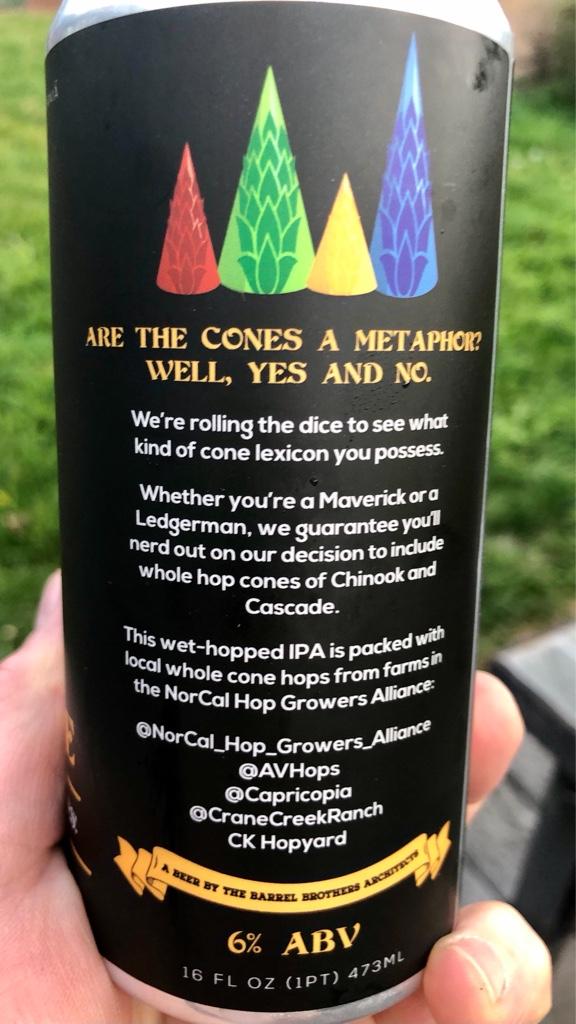 ARE THE CONES A METAPHOR?
WELL, YES AND NO.
We're rolling the dice to see what
kind of cone lexicon you possess.
Whether you're a Maverick or a
Ledgerman, we guarantee you'll
nerd out on our decision to include
whole hop cones of Chinook and
Cascade.
This wet-hopped IPA is packed with
local whole cone hops from farms in
the NorCal Hop Growers Alliance:
@NorCal_Hop_Growers_Alliance
@AVHops
@Capricopia
@CraneCreekRanch
CK Hopyard
A BEER BY THE BARREL BROTHERS ARCHITECTS
6% ABV
16 FL OZ (1PT) 473ML